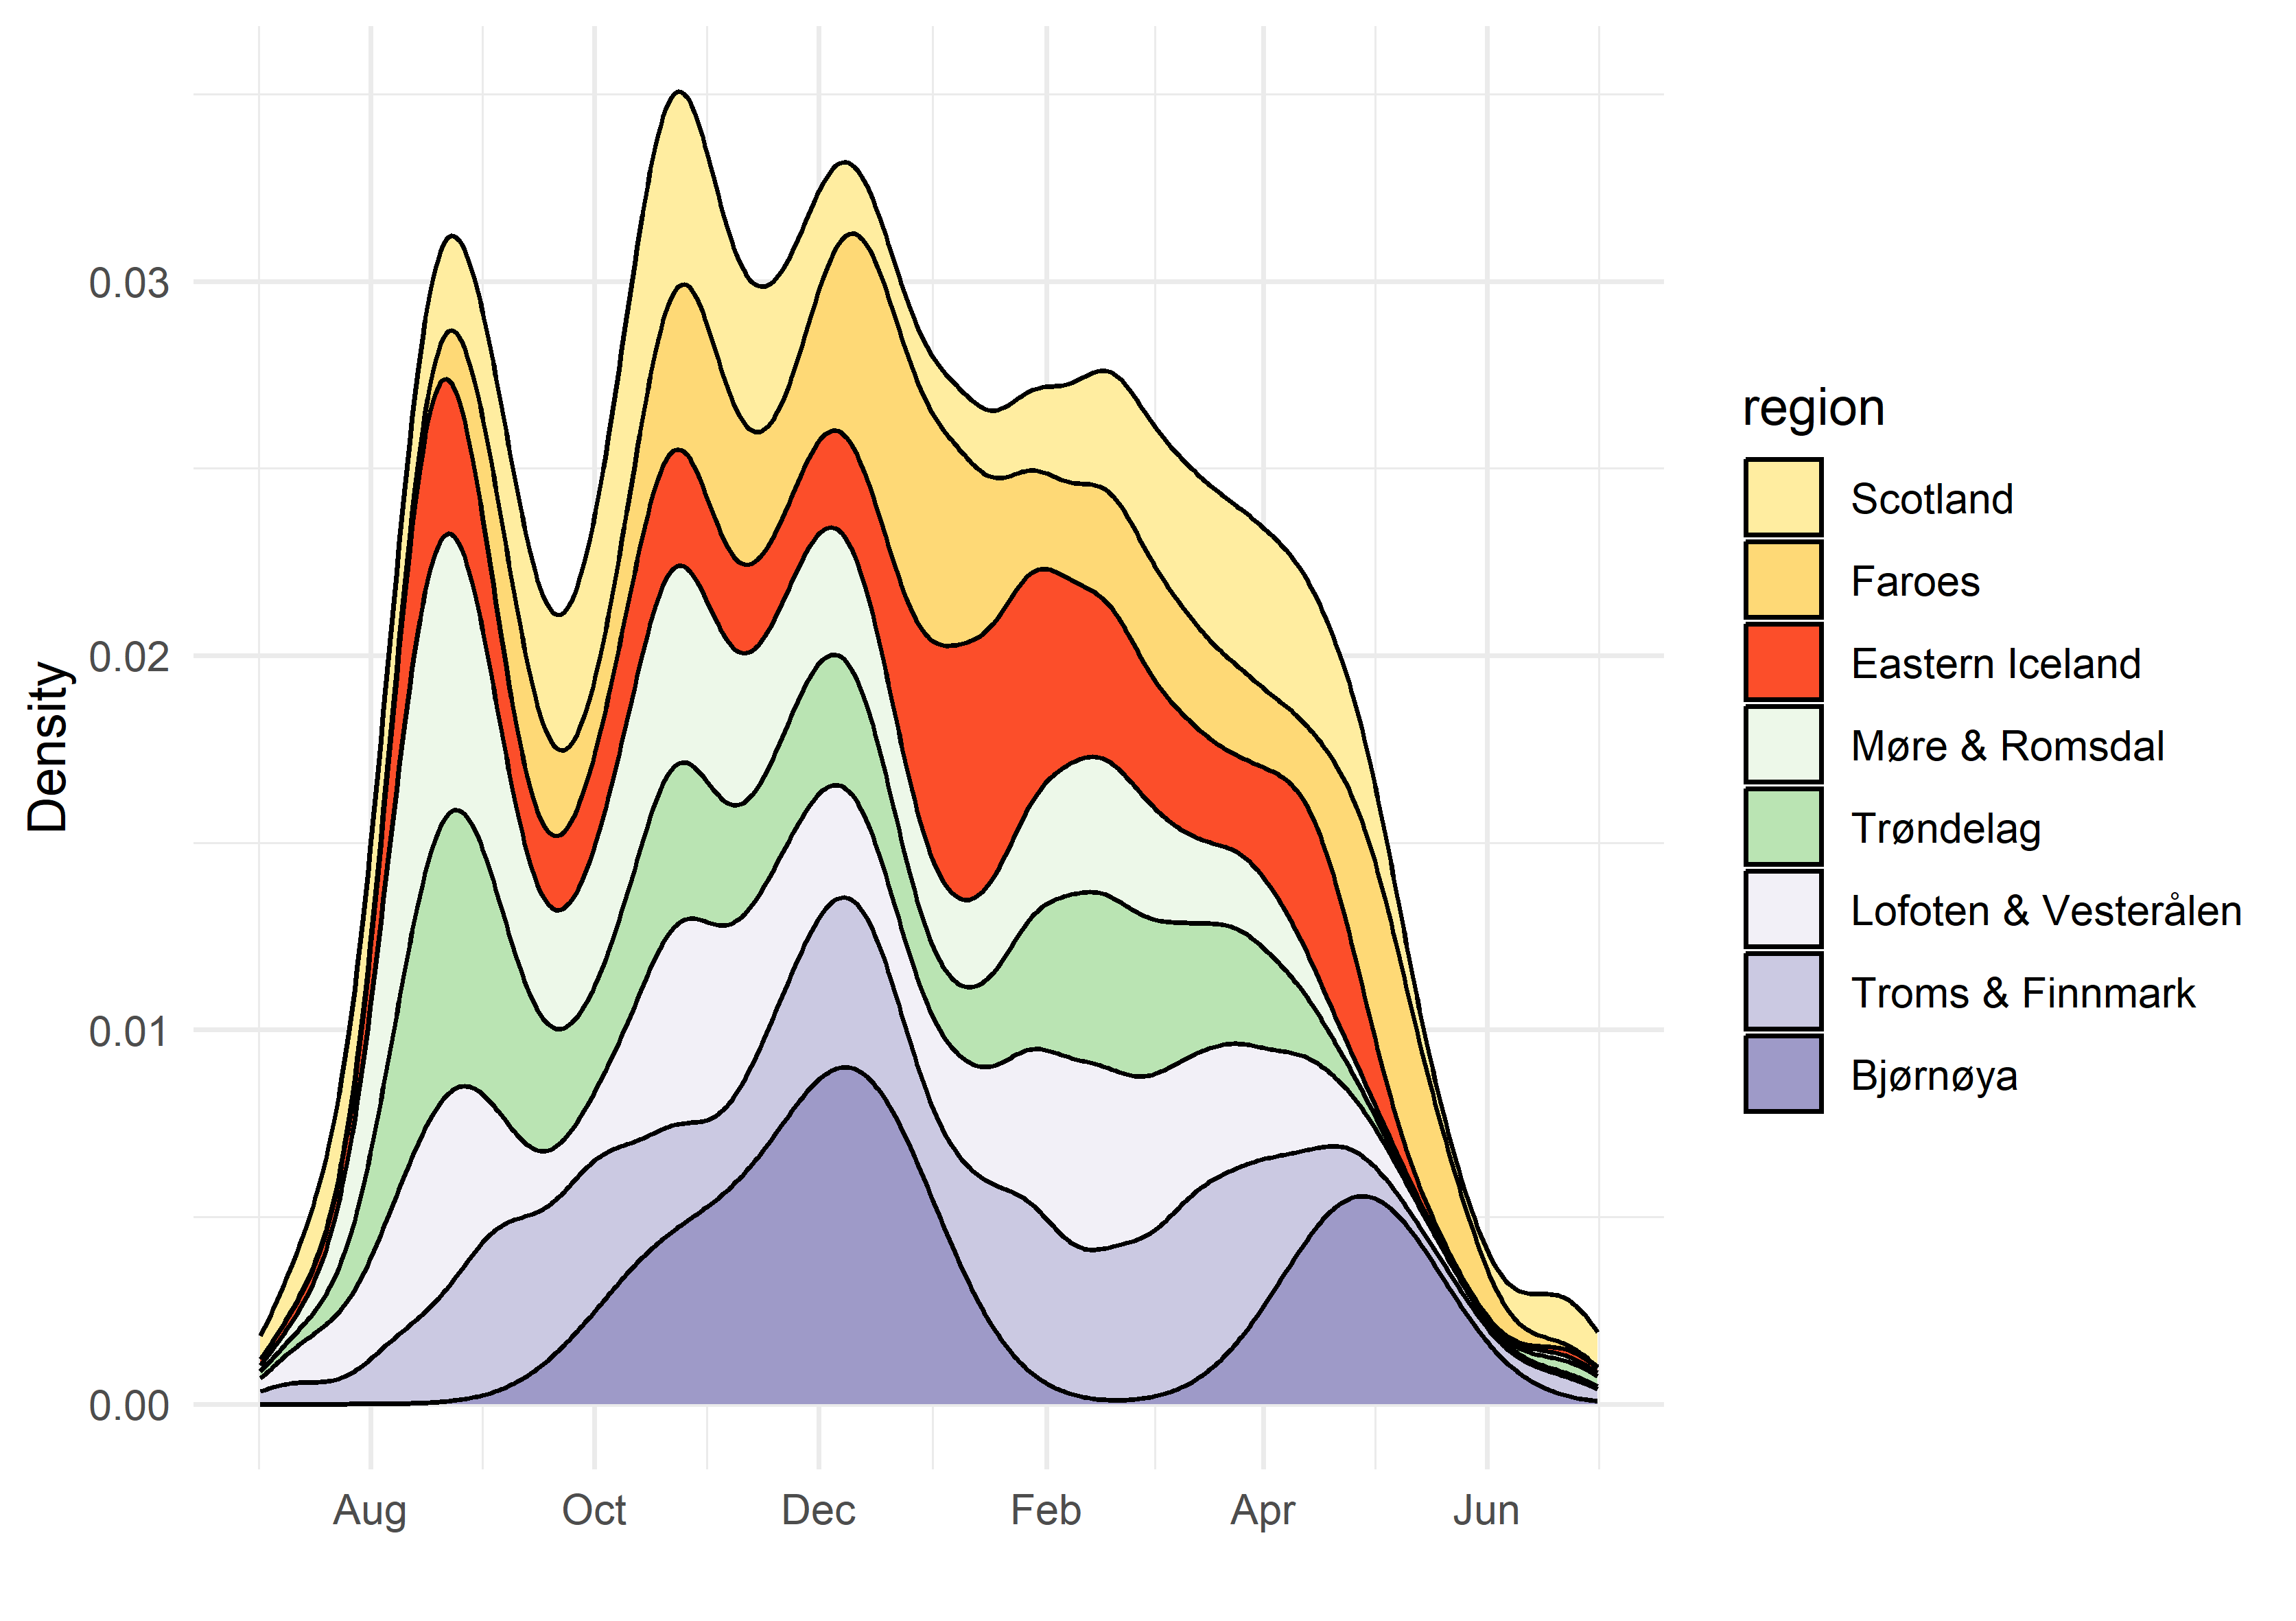 Density
0.03
0.02
0.01
0.00
Aug Oct Dec Feb Apr Jun
region
Scotland
Faroes
Eastern Iceland
Møre & Romsdal
Trøndelag
Lofoten & Vesterålen
Troms & Finnmark
Bjørnøya